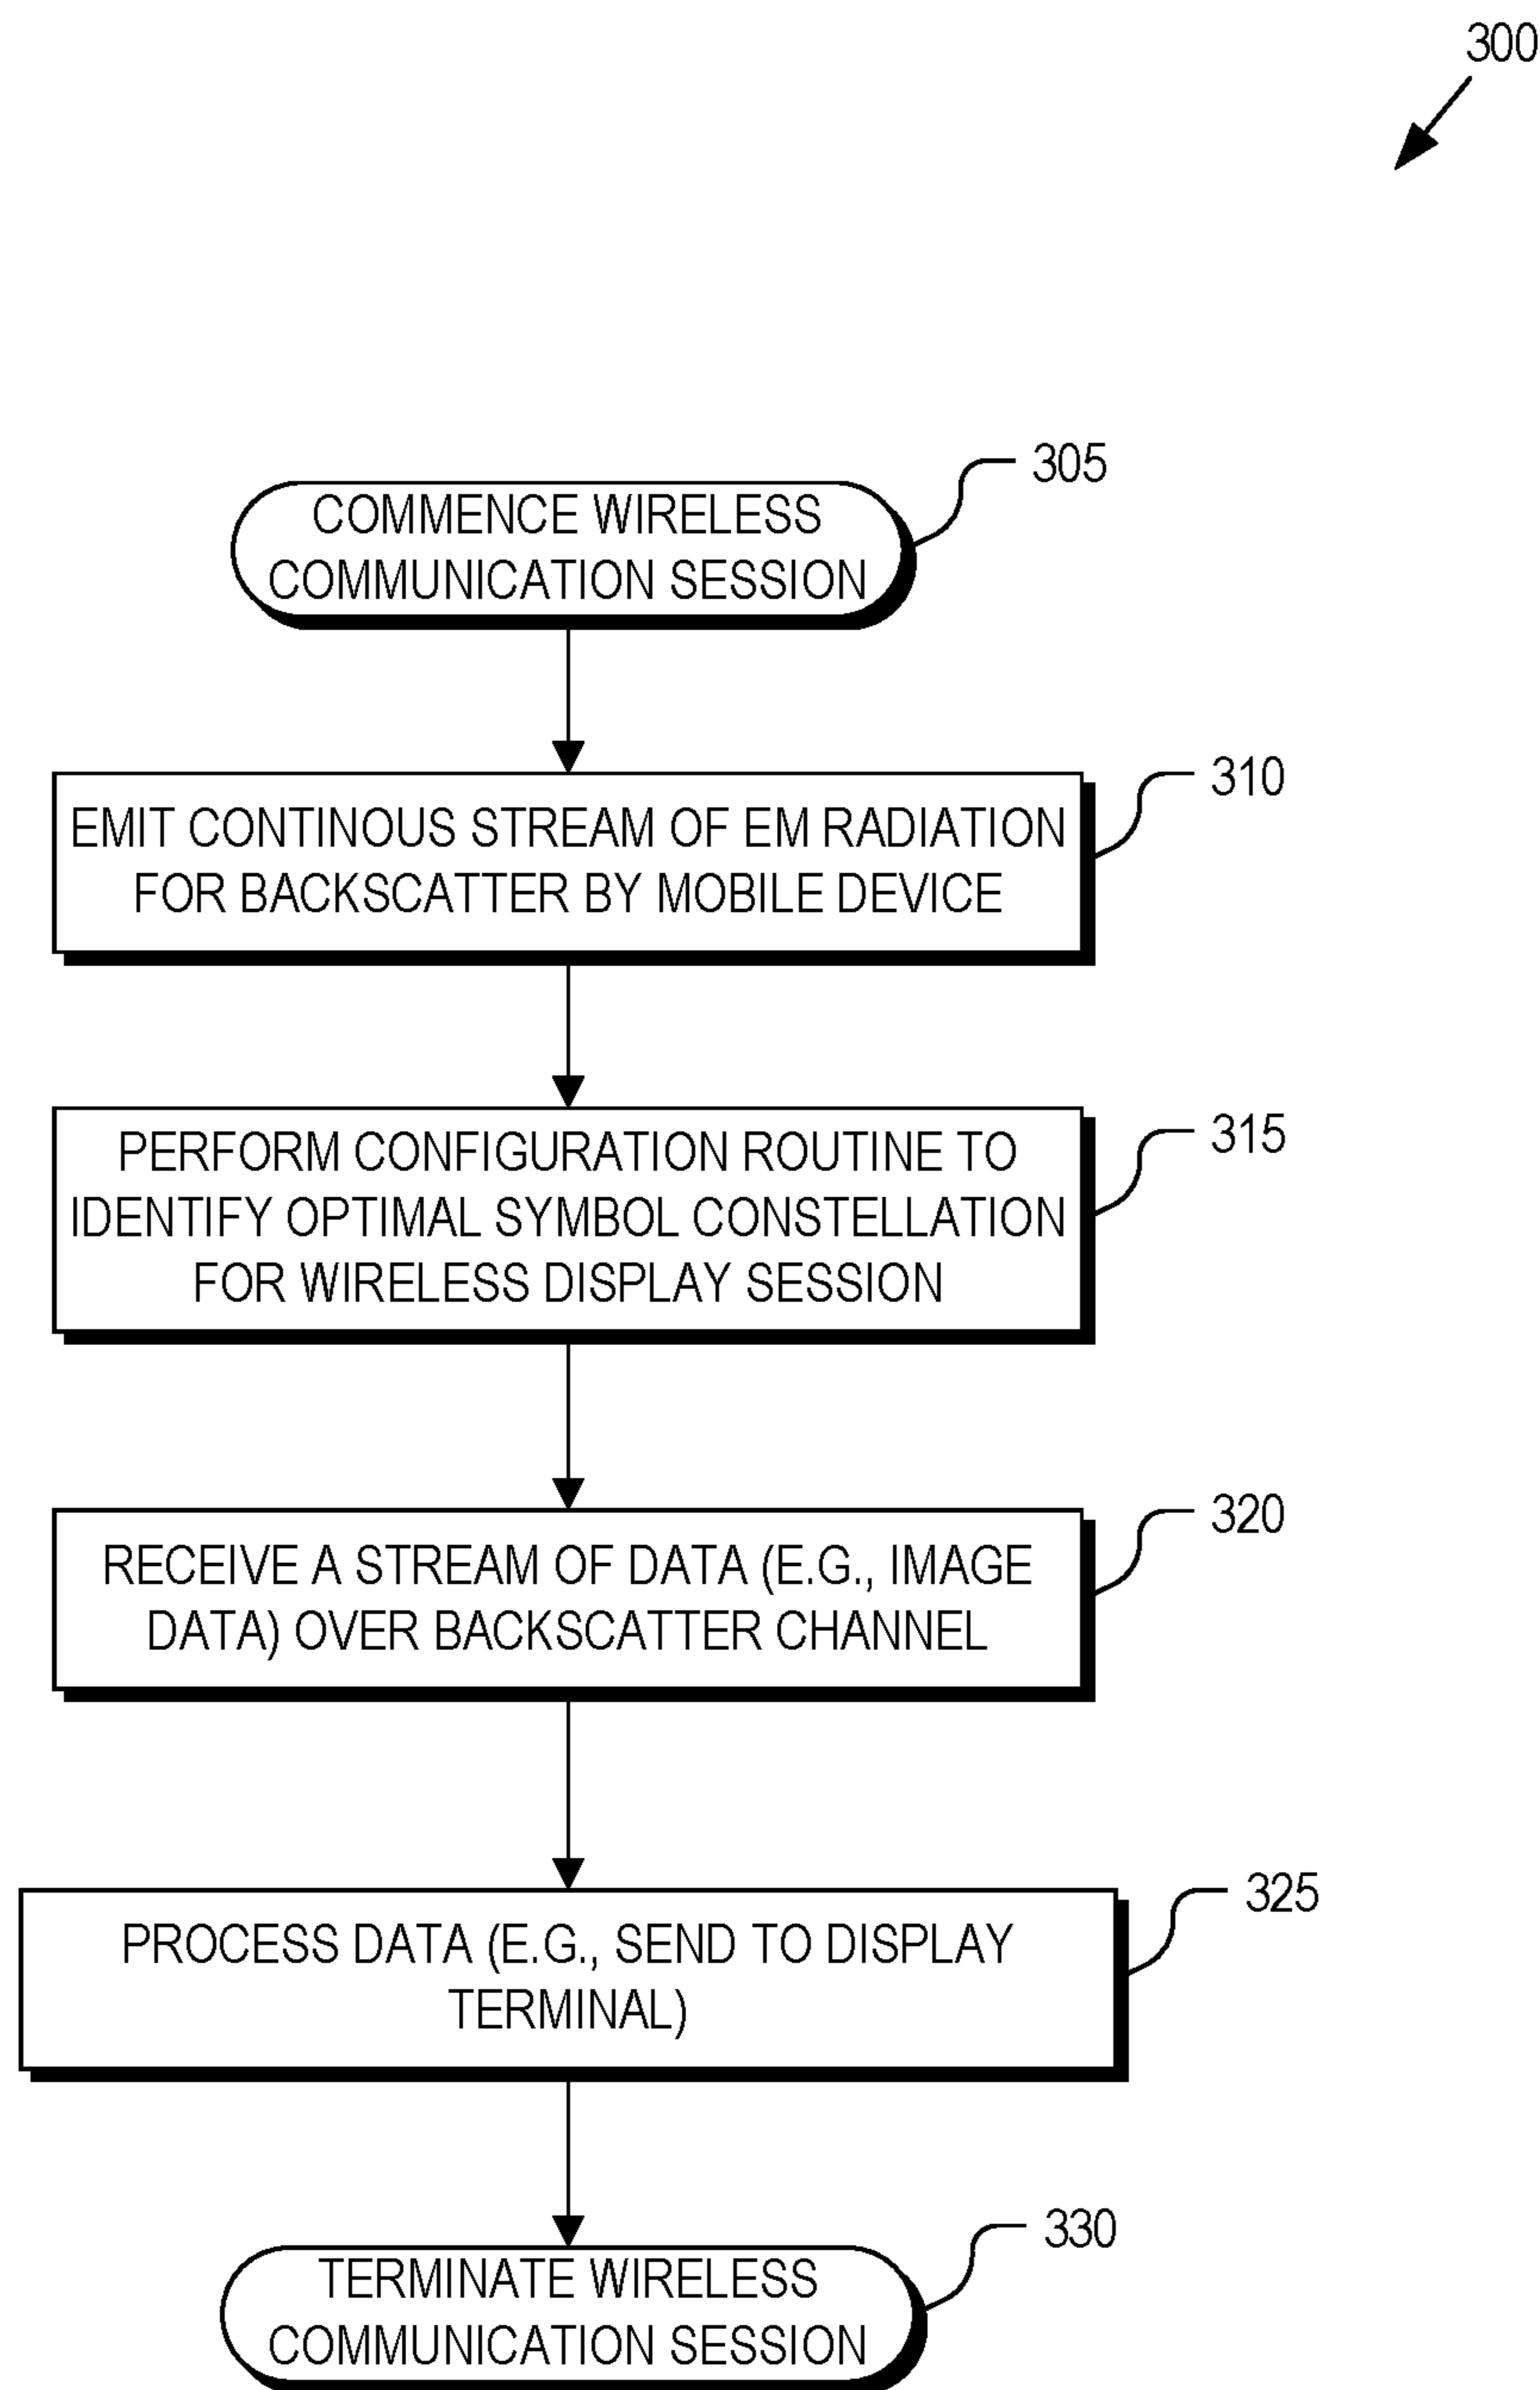 300
305
COMMENCE WIRELESS
COMMUNICATION SESSION
310
EMIT CONTINOUS STREAM OF EM RADIATION
FOR BACKSCATTER BY MOBILE DEVICE
315
PERFORM CONFIGURATION ROUTINE TO
IDENTIFY OPTIMAL SYMBOL CONSTELLATION
FOR WIRELESS DISPLAY SESSION
320
RECEIVE A STREAM OF DATA (E.G., IMAGE
DATA) OVER BACKSCATTER CHANNEL
325
PROCESS DATA (E.G., SEND TO DISPLAY
TERMINAL)
330
TERMINATE WIRELESS
COMMUNICATION SESSION